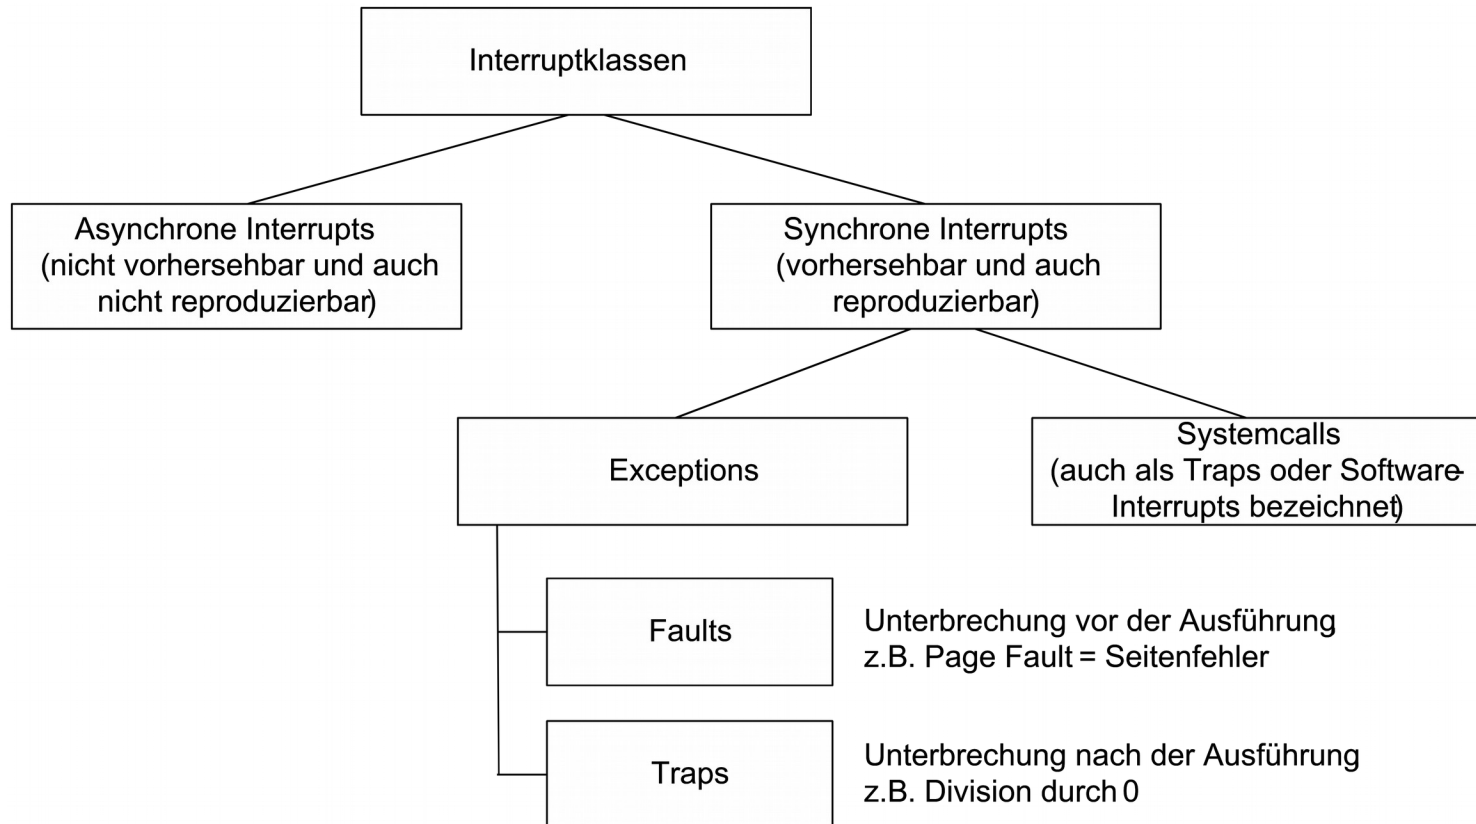 Interruptklassen
Asynchrone Interrupts
(nicht vorhersehbar und auch
nicht reproduzierbar)
Synchrone Interrupts
(vorhersehbar und auch
reproduzierbar)
Exceptions
Systemcalls
(auch als Traps oder Software-
Interrupts bezeichnet)
Faults
Unterbrechung vor der Ausführung
z.B. Page Fault = Seitenfehler
Traps
Unterbrechung nach der Ausführung
z.B. Division durch 0